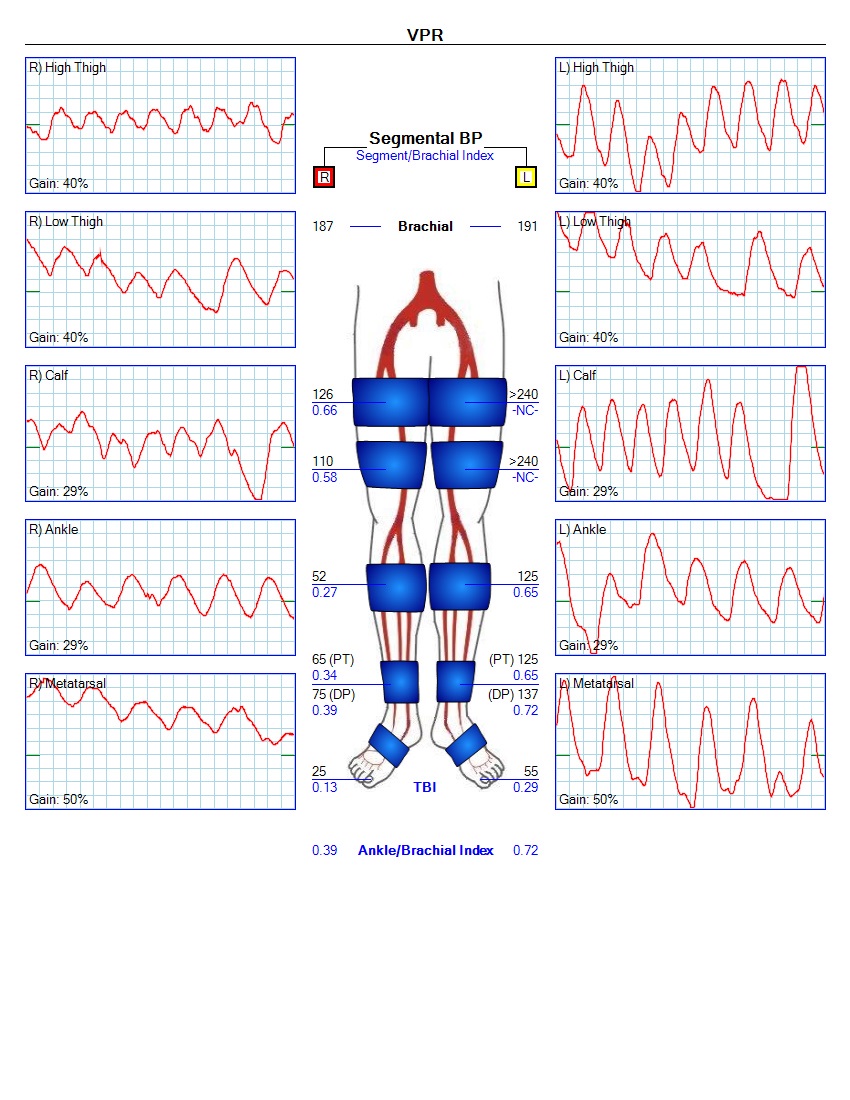 VPR
R) High Thigh
Gain: 40%
R) Low Thigh
Gain: 40%
R) Calf
Gain: 29%
R) Ankle
Gain: 29%
R) Metatarsal
Gain: 50%
Segmental BP
Segment/Brachial Index
R L
187 Brachial 191
126 >240
0.66 -NC-
110 >240
0.58 -NC-
52 125
0.27 0.65
65 (PT) (PT) 125
0.34 0.65
75 (DP) (DP) 137
0.39 0.72
25 55
0.13 TBI 0.29
0.39 Ankle/Brachial Index 0.72
L) High Thigh
Gain: 40%
L) Low Thigh
Gain: 40%
L) Calf
Gain: 29%
L) Ankle
Gain: 29%
L) Metatarsal
Gain: 50%